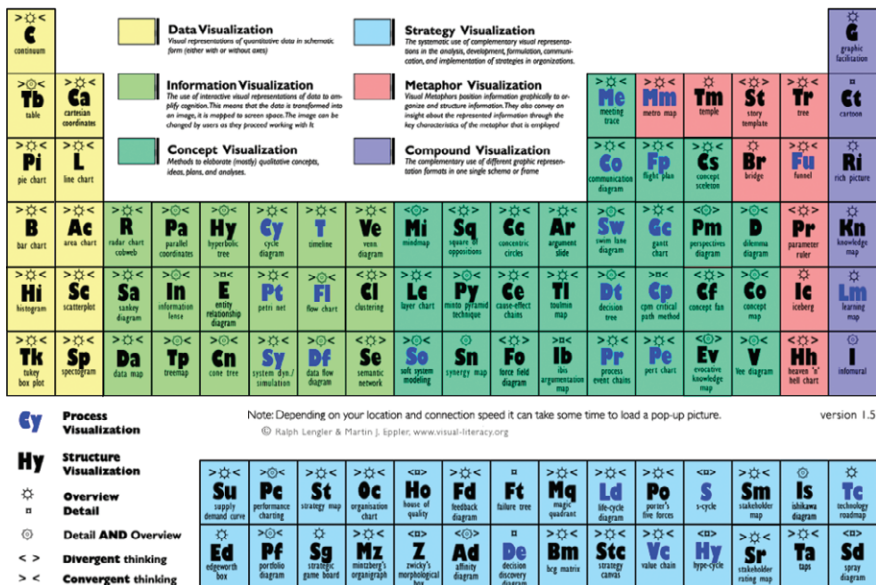 > ☼ <
C
continuum
Data Visualization
Visual representations of quantitative data in schematic
form (either with or without axes)
Strategy Visualization
The systematic use of complementary visual representa-
tions in the analysis, development, formulation, communi-
cation, and implementation of strategies in organizations.
G
graphic
facilitation
Tb
table
Ca
cartesian
coordinates
Information Visualization
The use of interactive visual representations of data to am-
plify cognition. This means that the data is transformed into
an image, it is mapped to screen space. The image can be
changed by users as they proceed working with it
Metaphor Visualization
Visual Metaphors position information graphically to or-
ganize and structure information. They also convey an
insight about the represented information through the
key characteristics of the metaphor that is employed
Me
meeting
trace
Mm
metro map
Tm
temple
St
story
template
Tr
tree
Ct
cartoon
Pi
pie chart
L
line chart
Concept Visualization
Methods to elaborate (mostly) qualitative concepts,
ideas, plans, and analyses.
Compound Visualization
The complementary use of different graphic represen-
tation formats in one single schema or frame
Co
communication
diagram
Fp
flight plan
Cs
concept
sceleton
Br
bridge
Fu
funnel
Ri
rich picture
B
bar chart
Ac
area chart
R
radar chart
cobweb
Pa
parallel
coordinates
Hy
hyperbolic
tree
Cy
cycle
diagram
T
timeline
Ve
venn
diagram
Mi
mindmap
Sq
square of
oppositions
Cc
concentric
circles
Ar
argument
slide
Sw
swim lane
diagram
Gc
gantt
chart
Pm
perspectives
diagram
D
dilemma
diagram
Pr
parameter
ruler
Kn
knowledge
map
Hi
histogram
Sc
scatterplot
Sa
sankey
diagram
In
information
lense
E
entity
relationship
diagram
Pt
petri net
Fl
flow chart
Cl
clustering
Lc
layer chart
Py
minto pyramid
technique
Ce
cause-effect
chains
Tl
toulmin
map
Dt
decision
tree
Cp
cpm critical
path method
Cf
concept fan
Co
concept
map
Ic
iceberg
Lm
learning
map
Tk
tukey
box plot
Sp
spectogram
Da
data map
Tp
treemap
Cn
cone tree
Sy
system dyn./
simulation
Df
data flow
diagram
Se
semantic
network
So
soft system
modeling
Sn
synergy map
Fo
force field
diagram
Ib
ibis
argumentation
map
Pr
process
event chains
Pe
pert chart
Ev
evocative
knowledge
map
V
Vee diagram
Hh
heaven 'n'
hell chart
I
infomural
Cy
Process
Visualization
Note: Depending on your location and connection speed it can take some time to load a pop-up picture.
version 1.5
© Ralph Lengler & Martin J. Eppler, www.visual-literacy.org
Hy
Structure
Visualization
☼ Overview
¤ Detail
Detail AND Overview
< > Divergent thinking
> < Convergent thinking
Su
supply
demand curve
Pc
performance
charting
St
strategy map
Oc
organisation
chart
Ho
house of
quality
Fd
feedback
diagram
Ft
failure tree
Mq
magic
quadrant
Ld
life-cycle
diagram
Po
porter's
five forces
S
s-cycle
Sm
stakeholder
map
Is
ishikawa
diagram
Tc
technology
roadmap
Ed
edgeworth
box
Pf
portfolio
diagram
Sg
strategic
game board
Mz
mintzberg's
organigraph
Z
zwicky's
morphological
box
Ad
affinity
diagram
De
decision
discovery
diagram
Bm
bcg matrix
Stc
strategy
canvas
Vc
value chain
Hy
hype-cycle
Sr
stakeholder
rating map
Ta
taps
Sd
spray
diagram